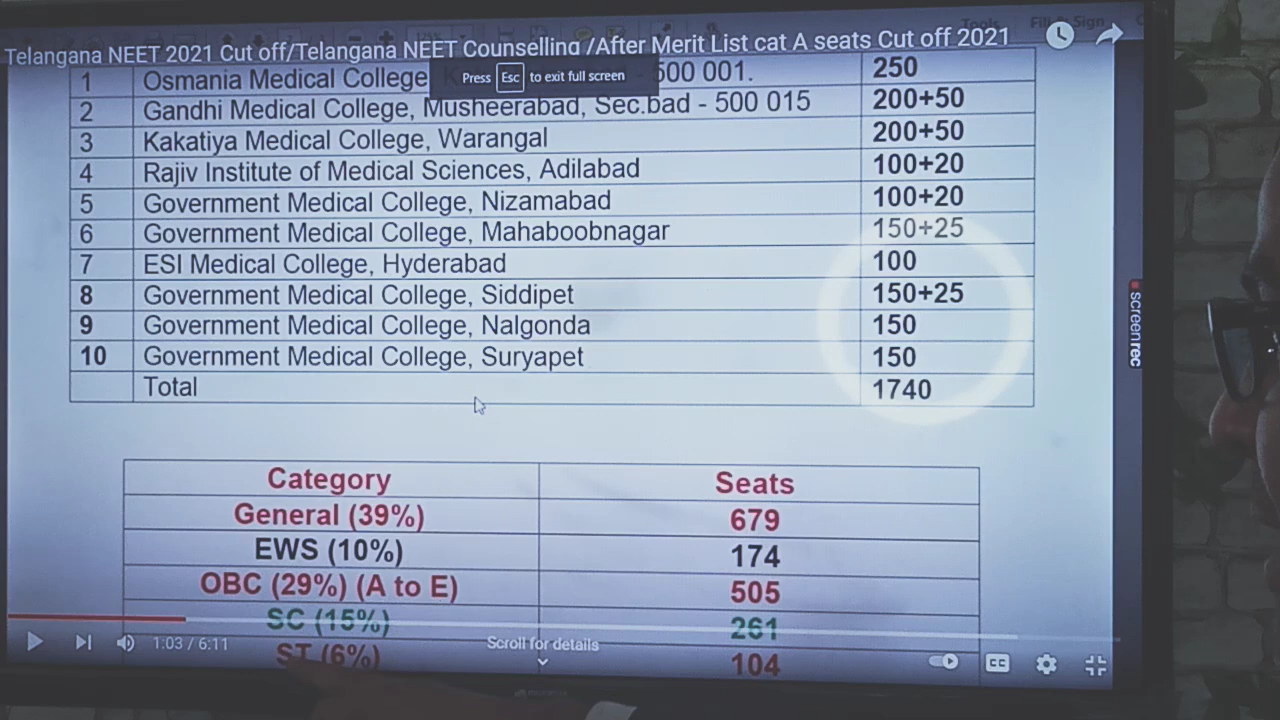 Tools Fill & Sign
Telangana NEET 2021 Cut off/Telangana NEET Counselling /After Merit List cat A seats Cut off 2021
Press Esc to exit full screen
1 Osmania Medical College, 500 001. 250
2 Gandhi Medical College, Musheerabad, Sec.bad - 500 015 200+50
3 Kakatiya Medical College, Warangal 200+50
4 Rajiv Institute of Medical Sciences, Adilabad 100+20
5 Government Medical College, Nizamabad 100+20
6 Government Medical College, Mahaboobnagar 150+25
7 ESI Medical College, Hyderabad 100
8 Government Medical College, Siddipet 150+25
9 Government Medical College, Nalgonda 150
10 Government Medical College, Suryapet 150
Total 1740
screenrec
Category Seats
General (39%) 679
EWS (10%) 174
OBC (29%) (A to E) 505
SC (15%) 261
ST (6%) 104
1:03 / 6:11
Scroll for details
CC